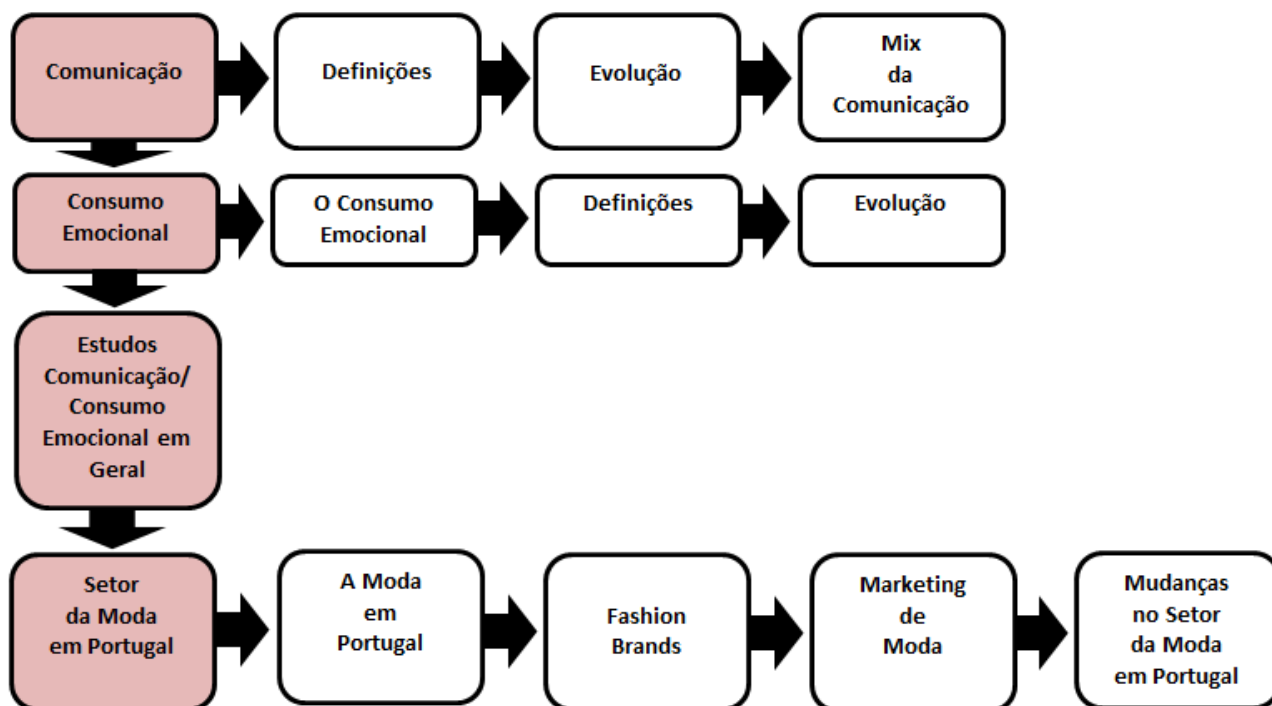 Comunicação
Definições
Evolução
Mix
da
Comunicação
Consumo
Emocional
O Consumo
Emocional
Definições
Evolução
Estudos
Comunicação/
Consumo
Emocional em
Geral
Setor
da Moda
em Portugal
A Moda
em
Portugal
Fashion
Brands
Marketing
de
Moda
Mudanças
no Setor
da Moda
em Portugal